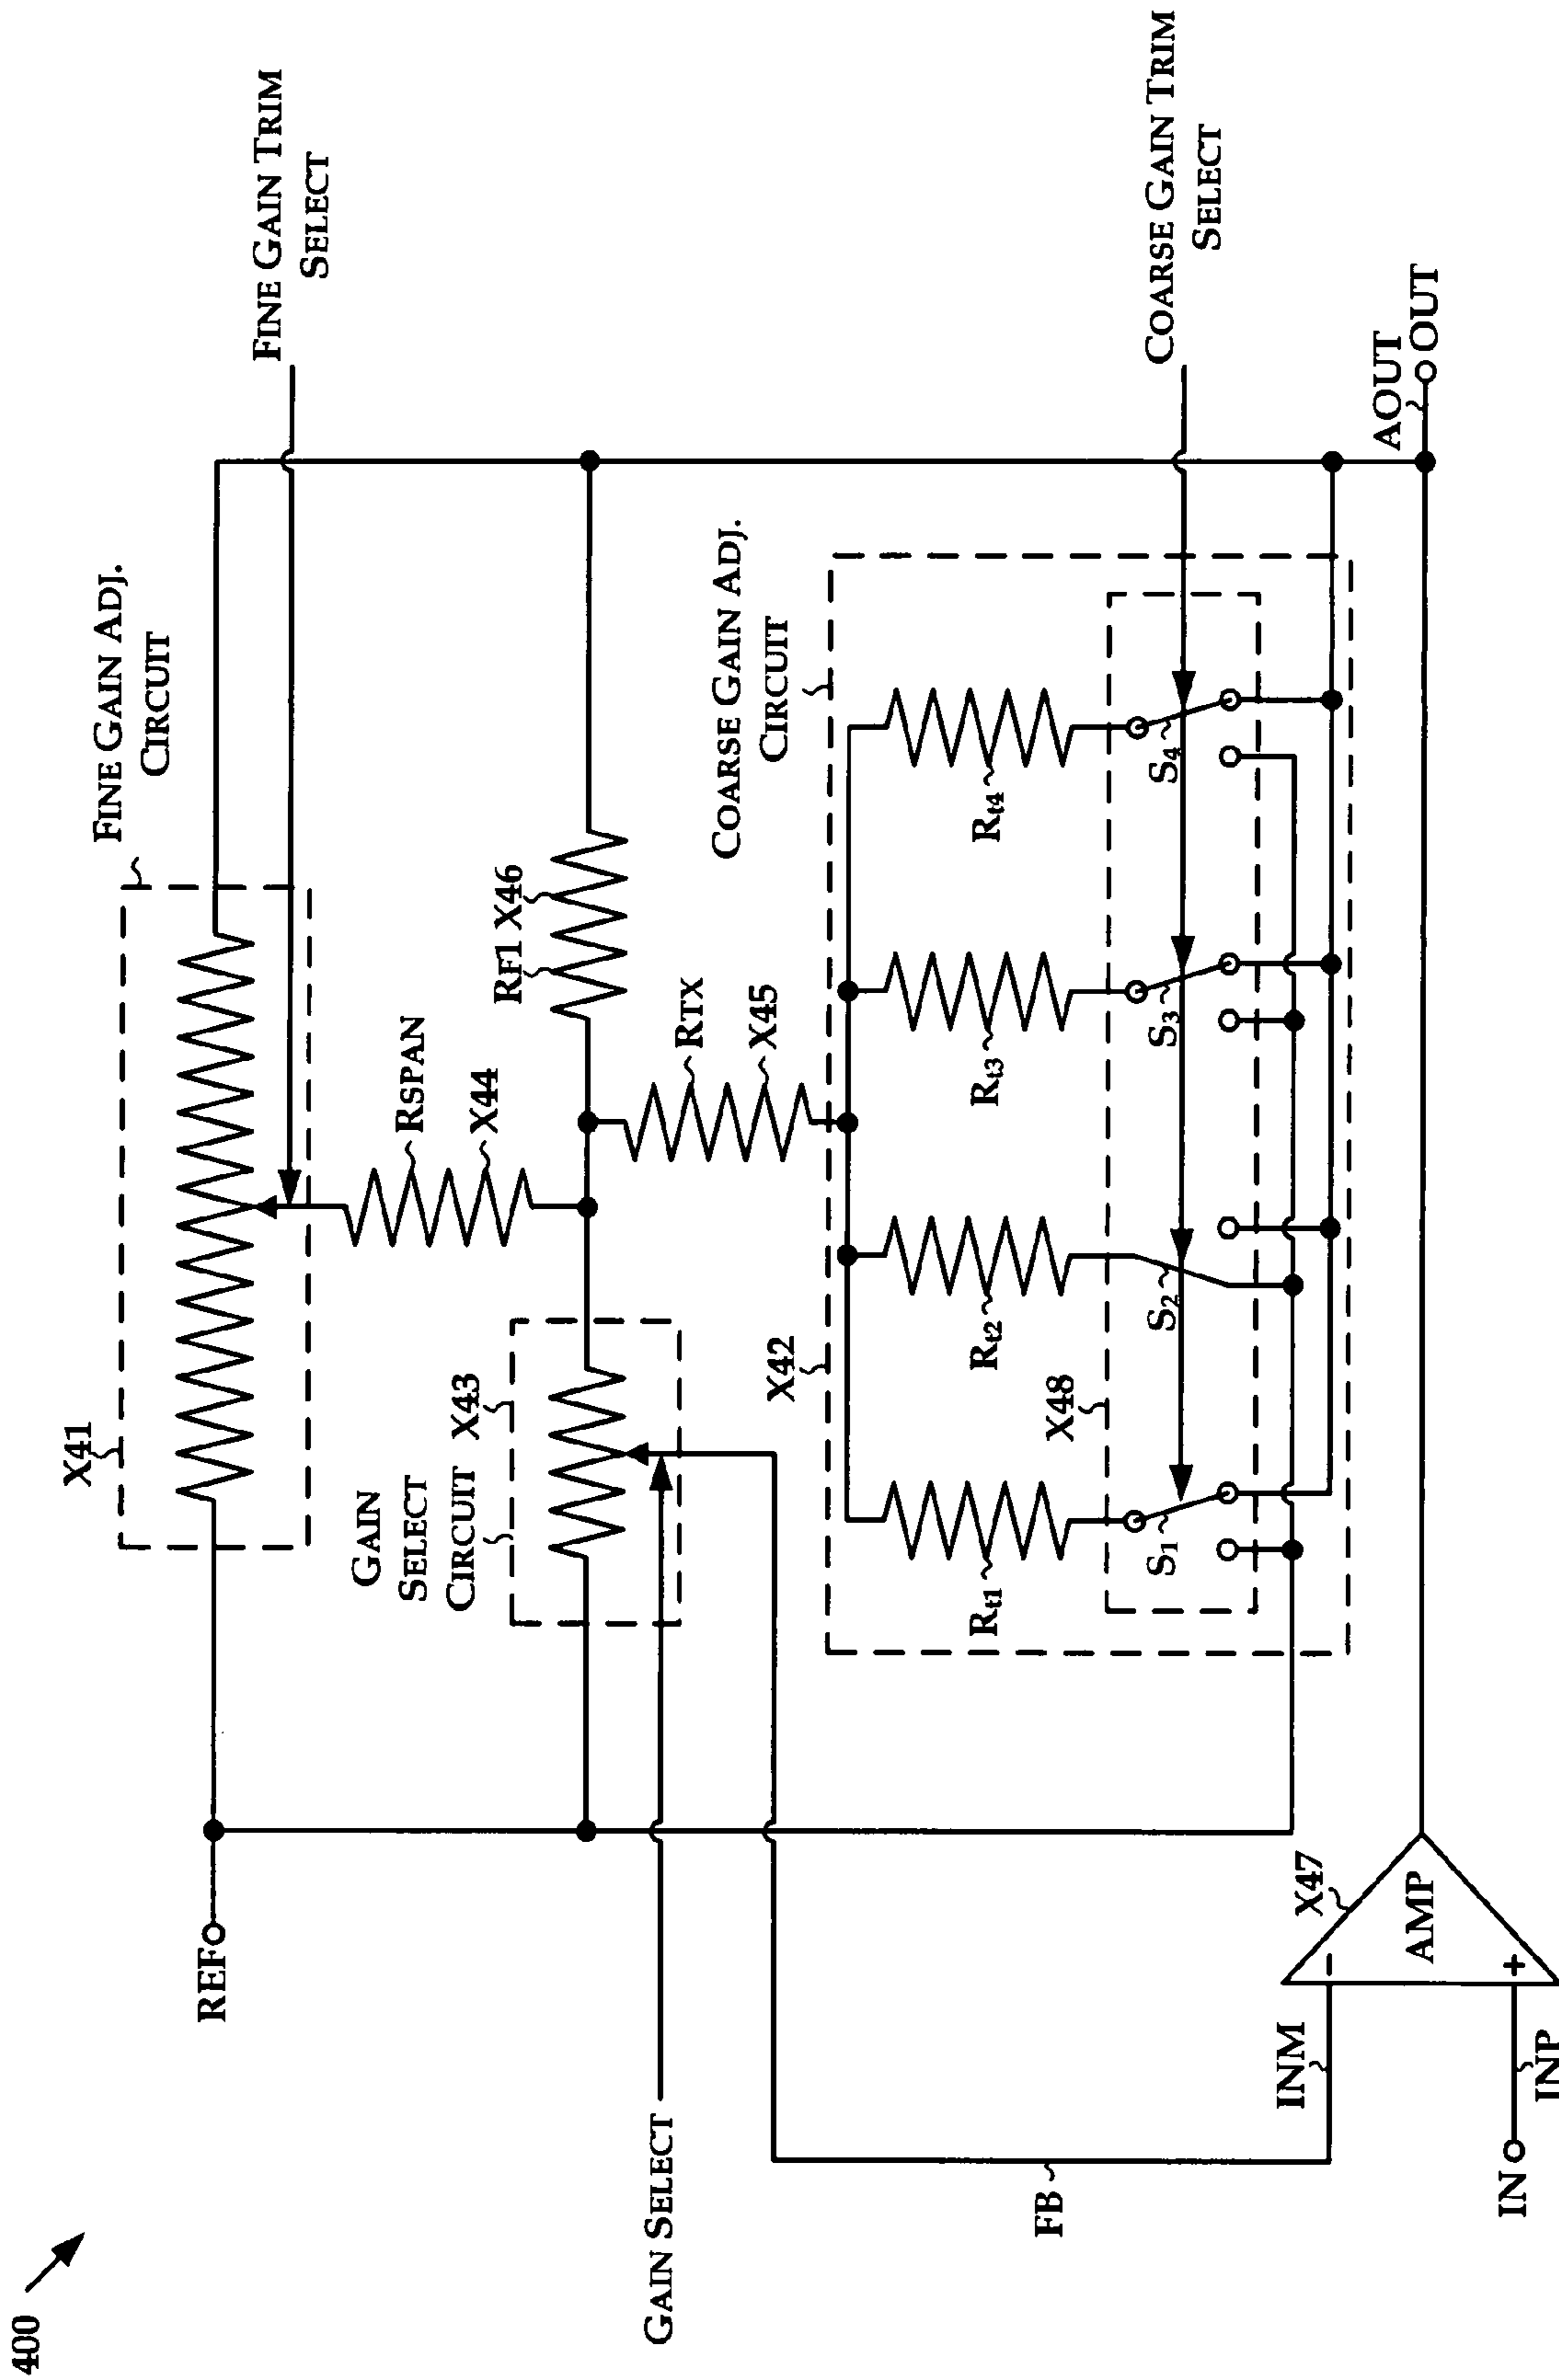 400
FINE GAIN ADJ.
CIRCUIT
X41
FINE GAIN TRIM
SELECT
REF
RSPAN
X44
GAIN
SELECT
CIRCUIT
X43
RF1 X46
RTX
X45
GAIN SELECT
COARSE GAIN ADJ.
CIRCUIT
X42
Rt1
Rt2
Rt3
Rt4
X48
S1
S2
S3
S4
COARSE GAIN TRIM
SELECT
FB
INM
X47
AMP
-
+
IN
INP
AOUT
OUT